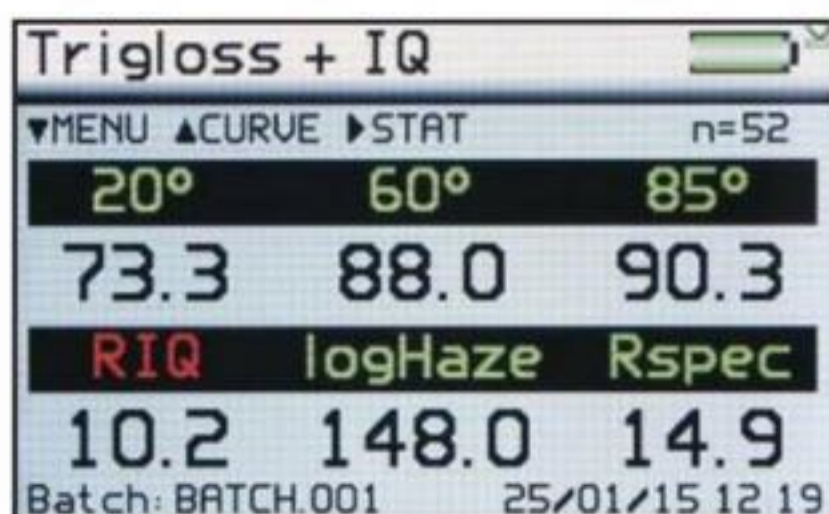 Trigloss + IQ
▼MENU ▲CURVE ▶STAT n=52
20° 60° 85°
73.3 88.0 90.3
RIQ logHaze Rspec
10.2 148.0 14.9
Batch: BATCH.001 25/01/15 12 19